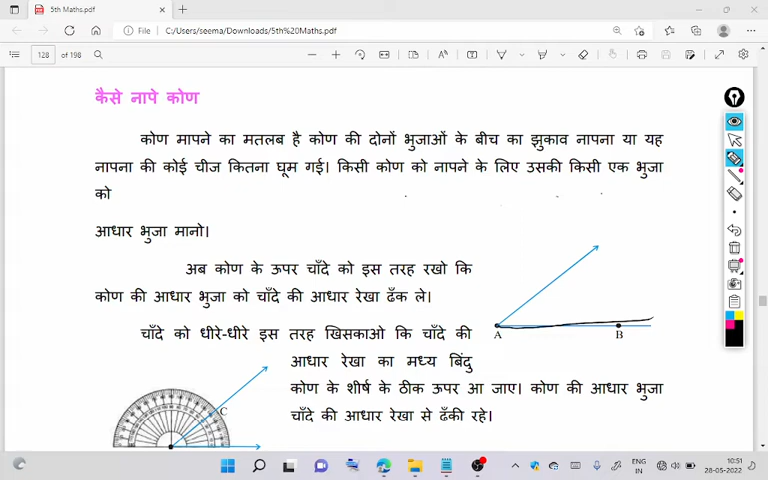 5th Maths.pdf
File
C:/Users/seema/Downloads/5th%20Maths.pdf
128 of 198
कैसे नापे कोण
कोण मापने का मतलब है कोण की दोनों भुजाओं के बीच का झुकाव नापना या यह
नापना की कोई चीज कितना घूम गई। किसी कोण को नापने के लिए उसकी किसी एक भुजा
को
आधार भुजा मानो।
अब कोण के ऊपर चाँदे को इस तरह रखो कि
कोण की आधार भुजा को चाँदे की आधार रेखा ढँक ले।
चाँदे को धीरे-धीरे इस तरह खिसकाओ कि चाँदे की
A B
आधार रेखा का मध्य बिंदु
कोण के शीर्ष के ठीक ऊपर आ जाए। कोण की आधार भुजा
C
चाँदे की आधार रेखा से ढँकी रहे।
ENG
IN
10:51
28-05-2022